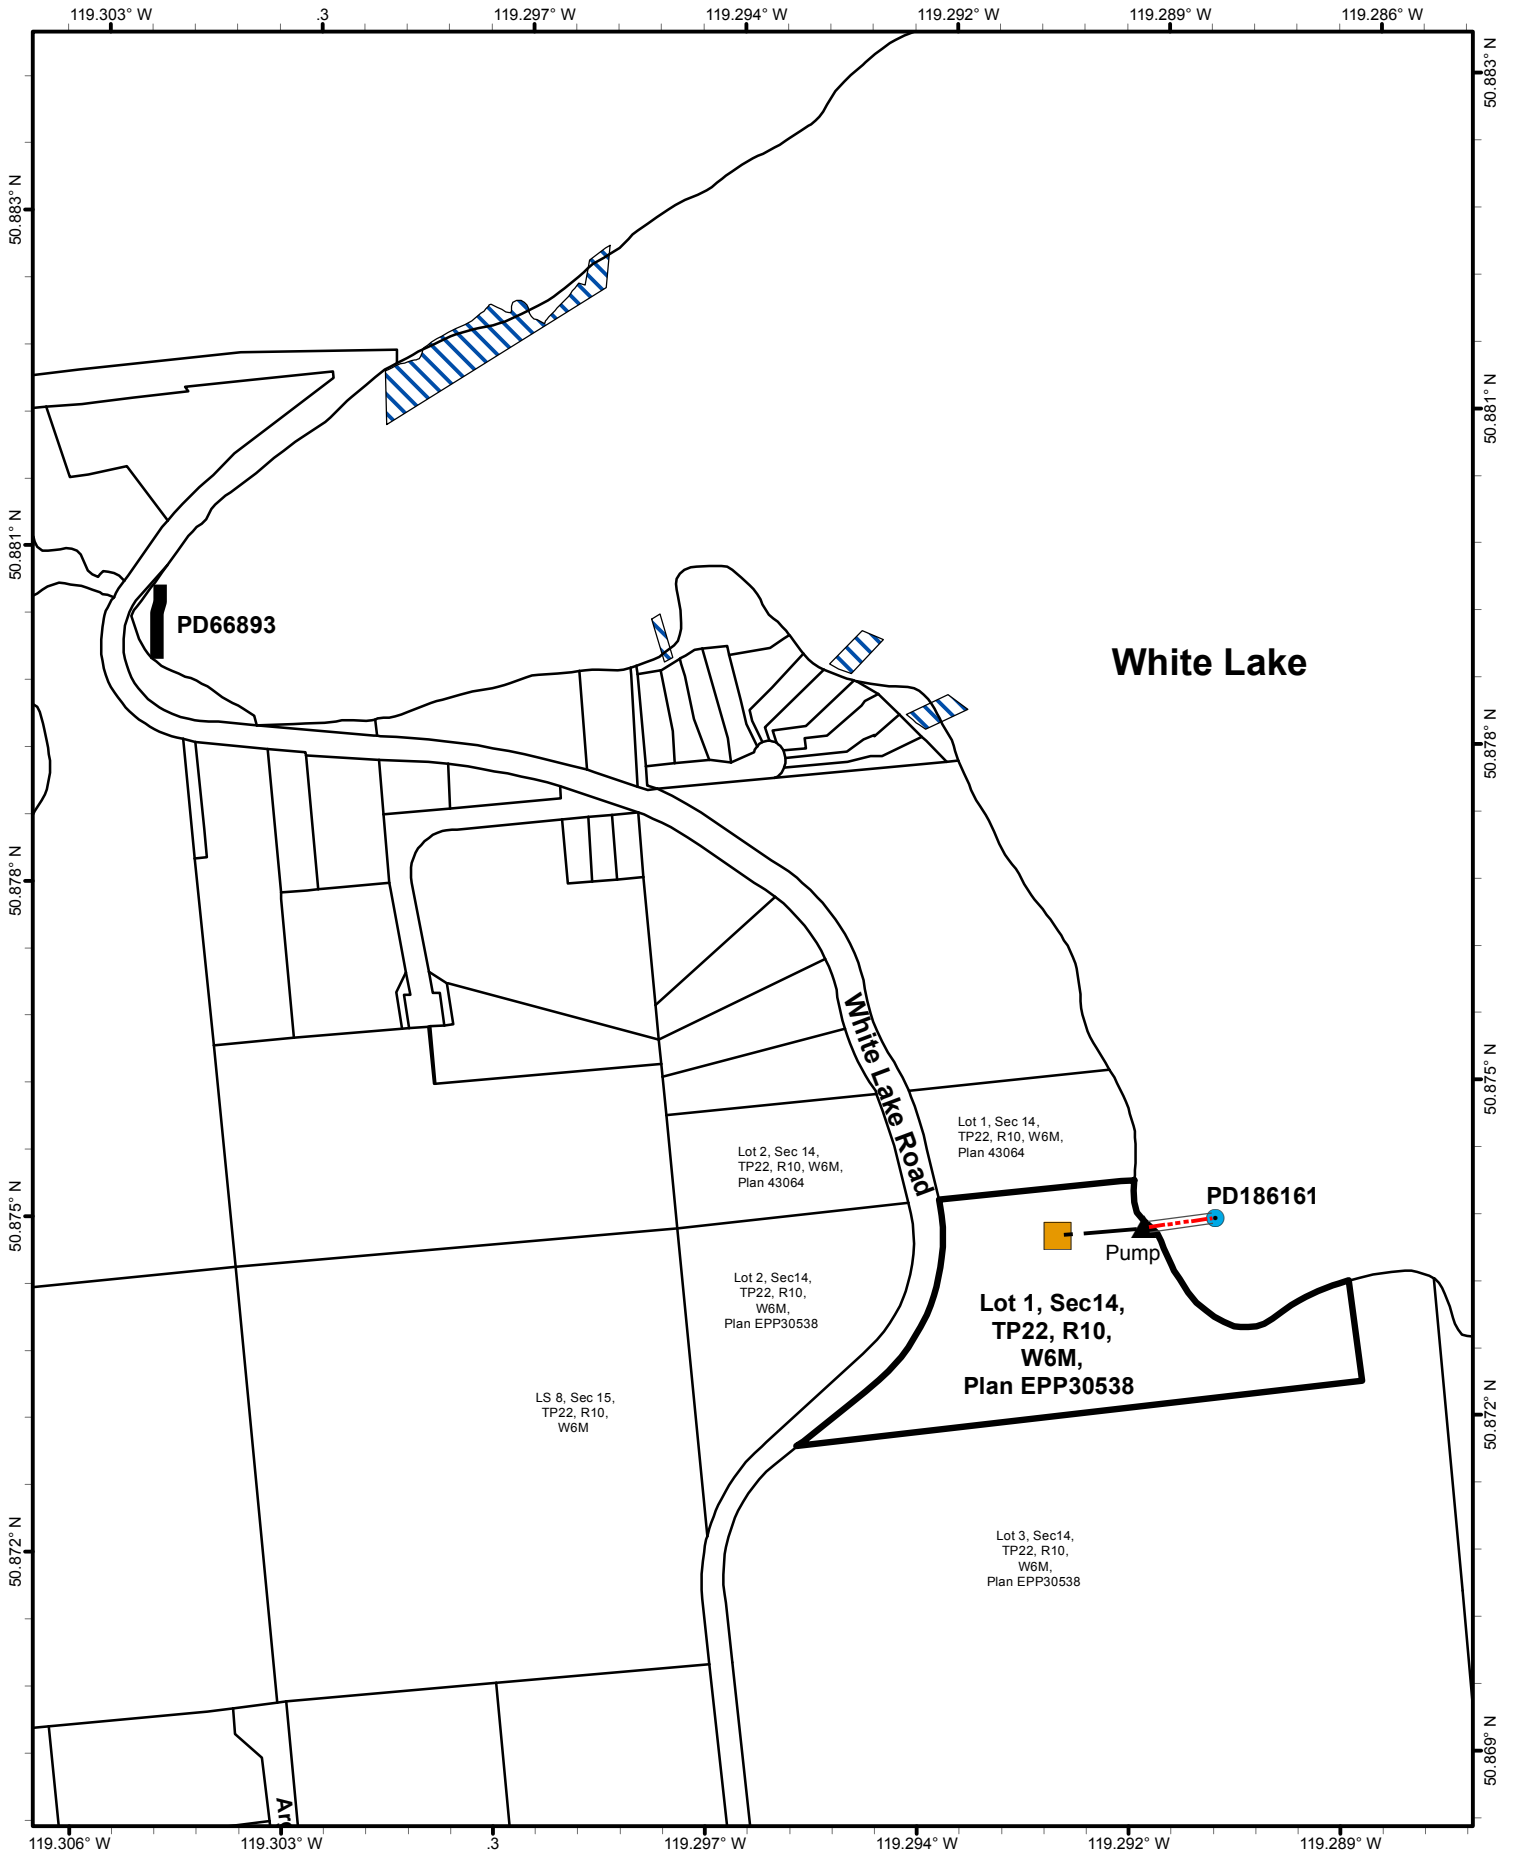 119.303° W
.3
119.297° W
119.294° W
119.292° W
119.289° W
119.286° W
50.883° N
50.883° N
50.881° N
50.881° N
PD66893
White Lake
50.878° N
50.878° N
White Lake Road
50.875° N
Lot 1, Sec 14,
TP22, R10, W6M,
Plan 43064
Lot 2, Sec 14,
TP22, R10, W6M,
Plan 43064
PD186161
50.875° N
Pump
Lot 2, Sec14,
TP22, R10,
W6M,
Plan EPP30538
Lot 1, Sec14,
TP22, R10,
W6M,
Plan EPP30538
LS 8, Sec 15,
TP22, R10,
W6M
50.872° N
50.872° N
Lot 3, Sec14,
TP22, R10,
W6M,
Plan EPP30538
50.869° N
119.306° W
119.303° W
.3
119.297° W
119.294° W
119.292° W
119.289° W